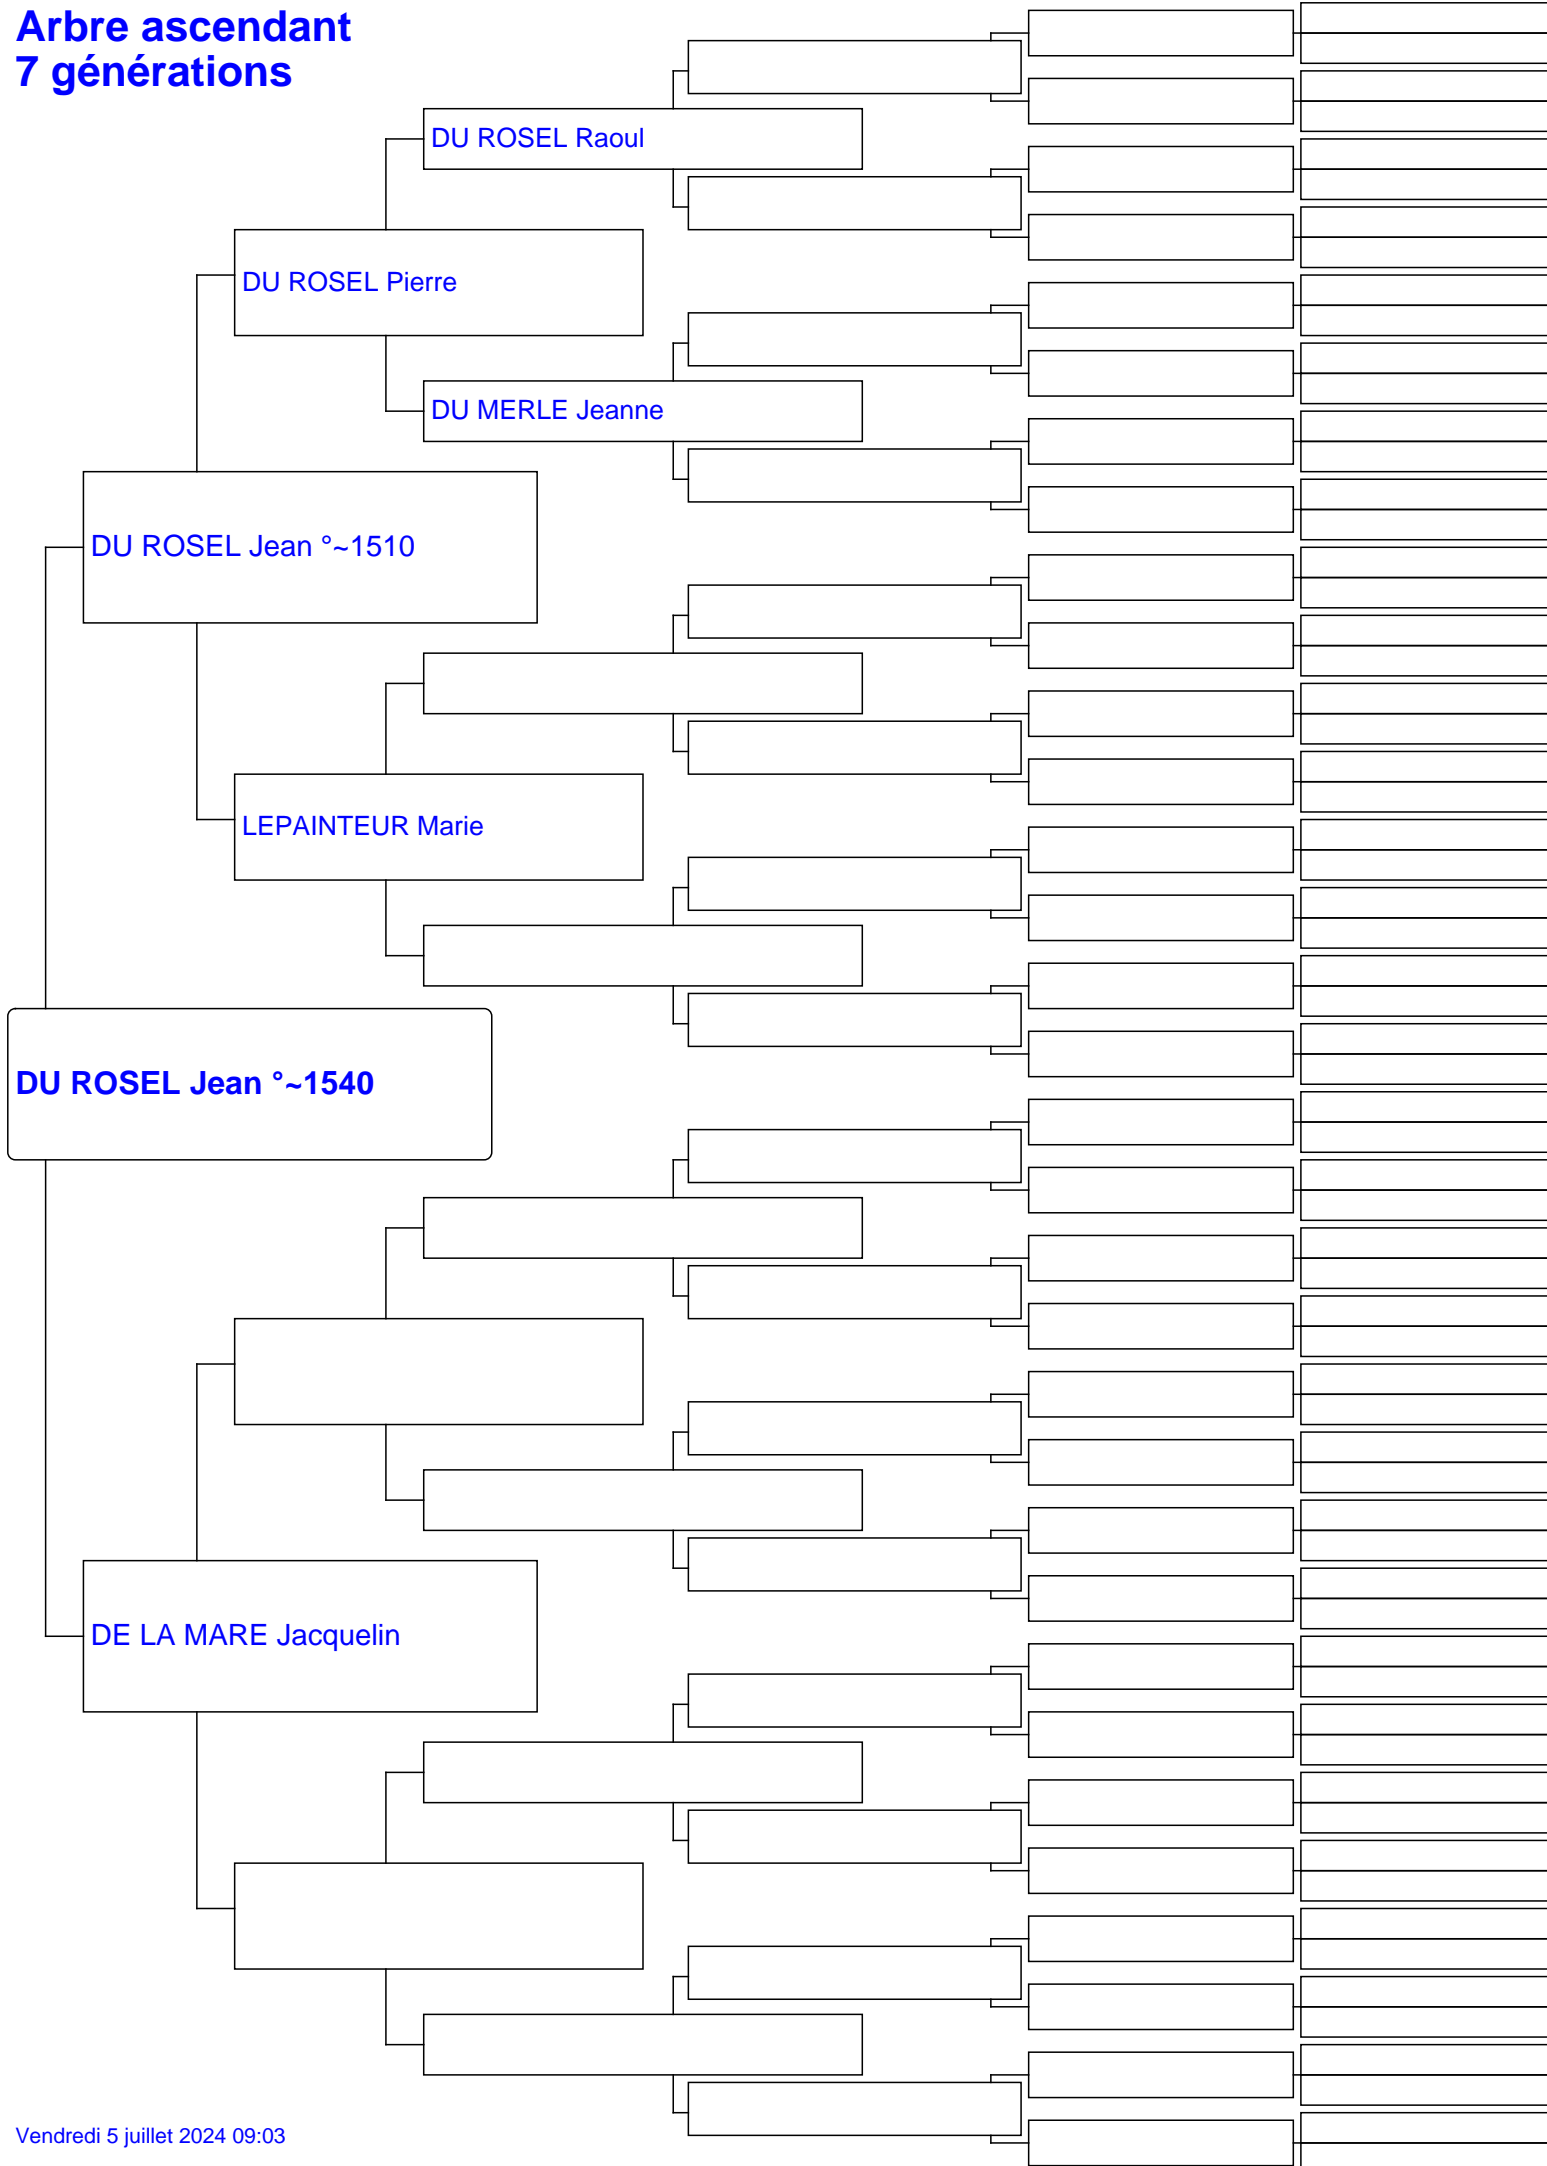 Arbre ascendant
7 générations
DU ROSEL Raoul
DU ROSEL Pierre
DU MERLE Jeanne
DU ROSEL Jean °~1510
LEPAINTEUR Marie
DU ROSEL Jean °~1540
DE LA MARE Jacquelin
Vendredi 5 juillet 2024 09:03